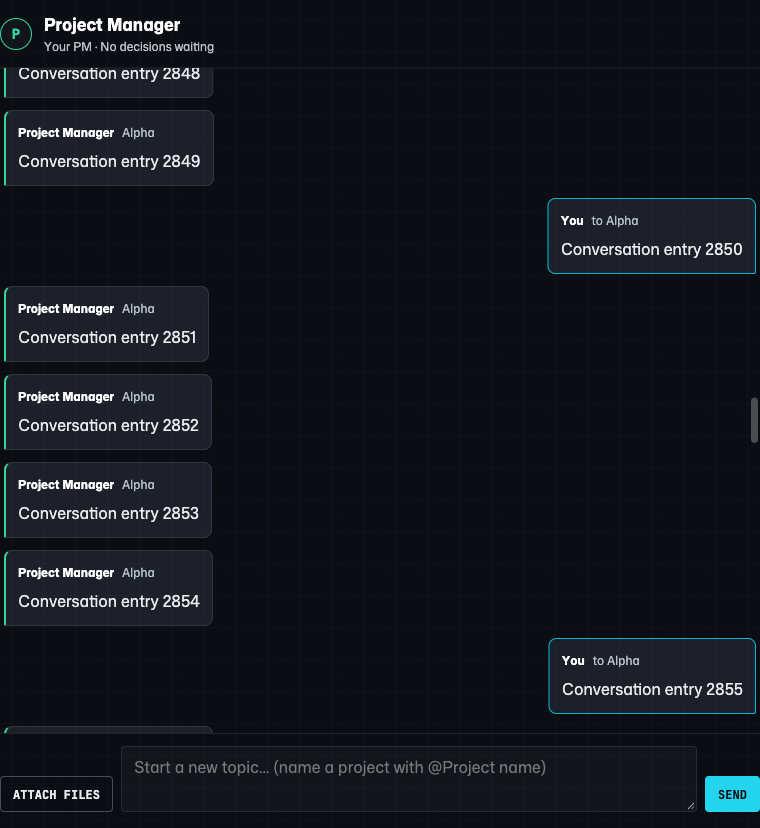 P
Project Manager
Your PM · No decisions waiting
Conversation entry 2848
Project Manager Alpha
Conversation entry 2849
You to Alpha
Conversation entry 2850
Project Manager Alpha
Conversation entry 2851
Project Manager Alpha
Conversation entry 2852
Project Manager Alpha
Conversation entry 2853
Project Manager Alpha
Conversation entry 2854
You to Alpha
Conversation entry 2855
Start a new topic... (name a project with @Project name)
ATTACH FILES
SEND